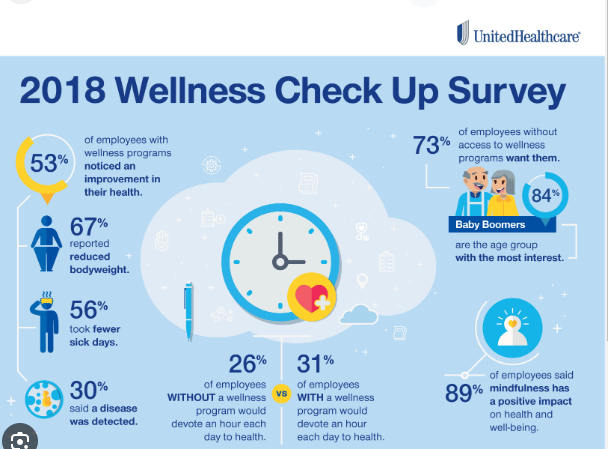 UnitedHealthcare®
2018 Wellness Check Up Survey
53%
of employees with
wellness programs
noticed an
improvement in
their health.
67%
reported
reduced
bodyweight.
56%
took fewer
sick days.
30%
said a disease
was detected.
26%
of employees
WITHOUT a wellness
program would
devote an hour each
day to health.
VS
31%
of employees
WITH a wellness
program would
devote an hour
each day to health.
73%
of employees without
access to wellness
programs want them.
84%
Baby Boomers
are the age group
with the most interest.
89%
of employees said
mindfulness has
a positive impact
on health and
well-being.